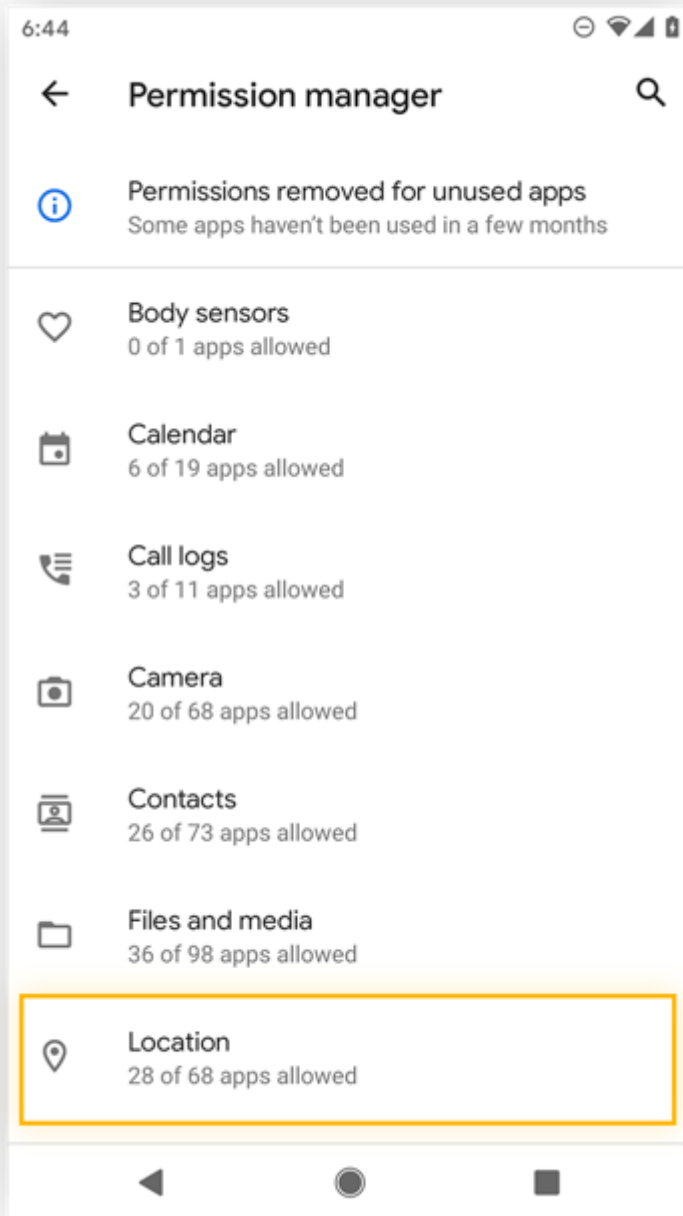 6:44
Permission manager
Permissions removed for unused apps
Some apps haven't been used in a few months
Body sensors
0 of 1 apps allowed
Calendar
6 of 19 apps allowed
Call logs
3 of 11 apps allowed
Camera
20 of 68 apps allowed
Contacts
26 of 73 apps allowed
Files and media
36 of 98 apps allowed
Location
28 of 68 apps allowed